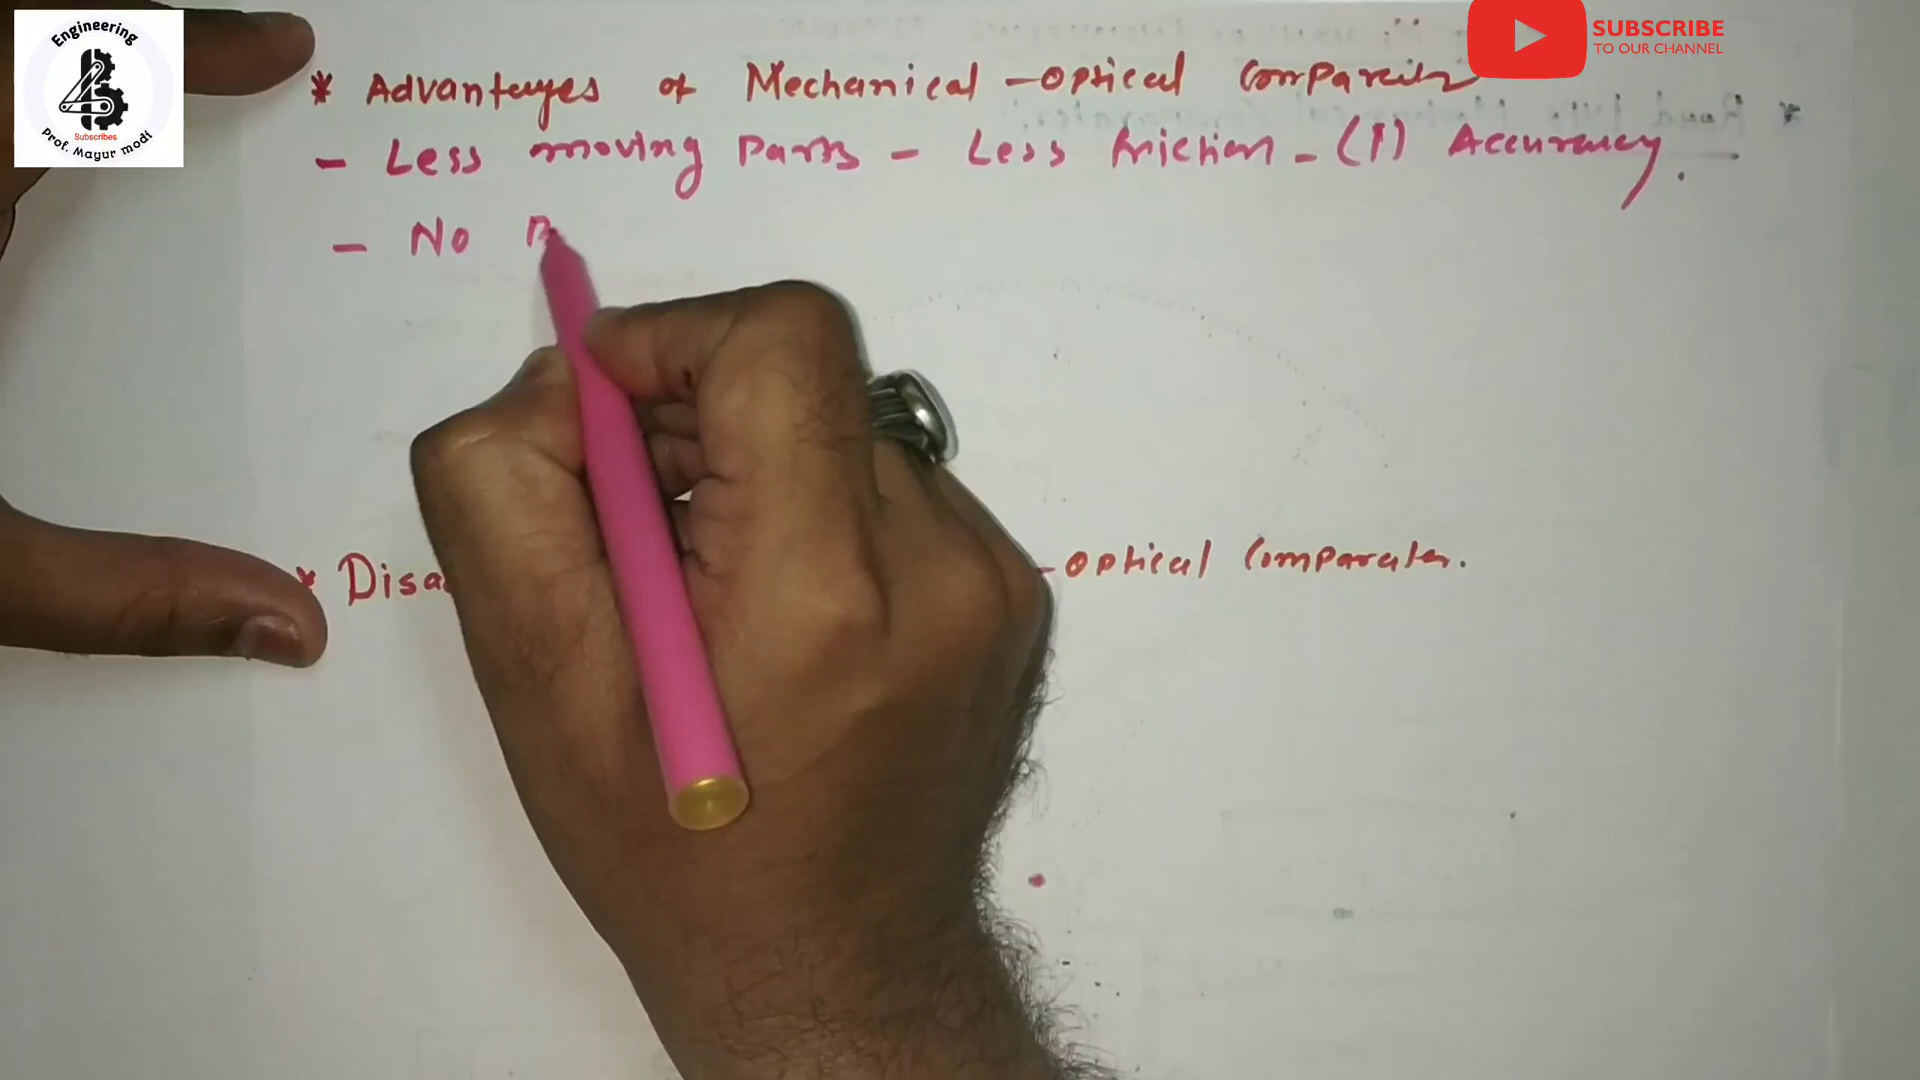 Engineering
Subscribes
Prof. Mayur modi
SUBSCRIBE
TO OUR CHANNEL
* Advantages of Mechanical - optical Comparator
- Less moving Parts - Less friction - (↑) Accuracy.
- No
* Disa
- optical Comparator.